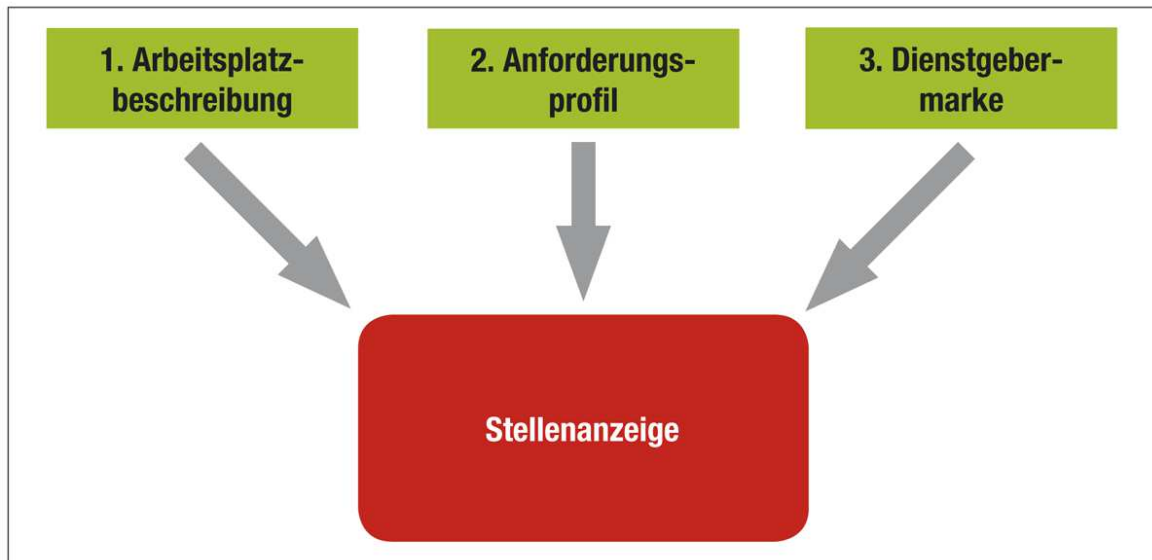 1. Arbeitsplatz-
beschreibung
2. Anforderungs-
profil
3. Dienstgeber-
marke
Stellenanzeige